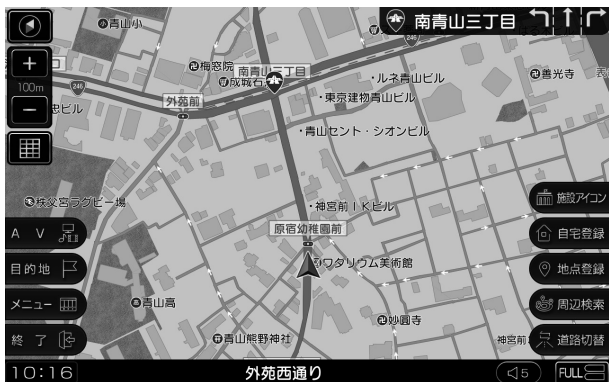 青山小
南青山三丁目
246
+
梅窓院
南青山三丁目
成城石
ルネ青山ビル
善光寺
100m
246
外苑前
・東京建物青山ビル
忠ビル
−
・青山セント・シオンビル
秩父宮ラグビー場
・神宮前IKビル
施設アイコン
A V
原宿幼稚園前
自宅登録
目的地
ワタリウム美術館
地点登録
メニュー
青山高
周辺検索
妙圓寺
終了
青山熊野神社
神宮前
道路切替
10:16
外苑西通り
5
FULL